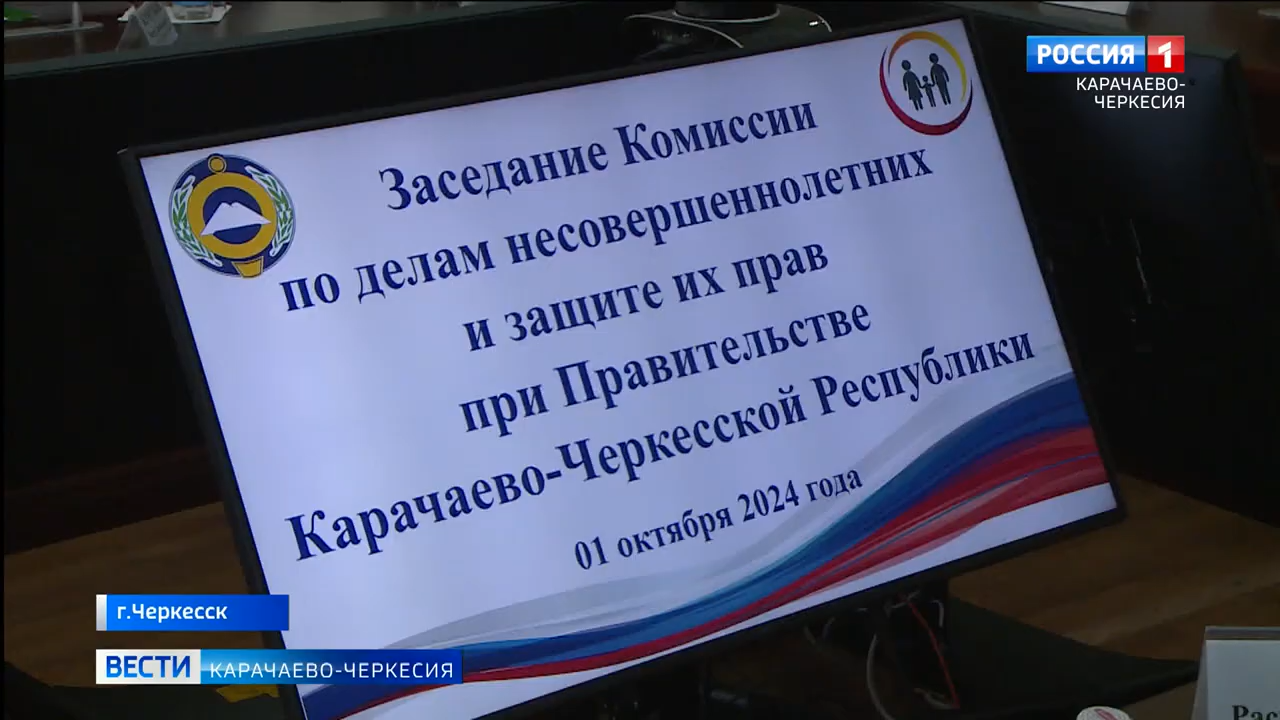 РОССИЯ 1
КАРАЧАЕВО-
ЧЕРКЕСИЯ
Заседание Комиссии
по делам несовершеннолетних
и защите их прав
при Правительстве
Карачаево-Черкесской Республики
01 октября 2024 года
г.Черкесск
ВЕСТИ КАРАЧАЕВО-ЧЕРКЕСИЯ